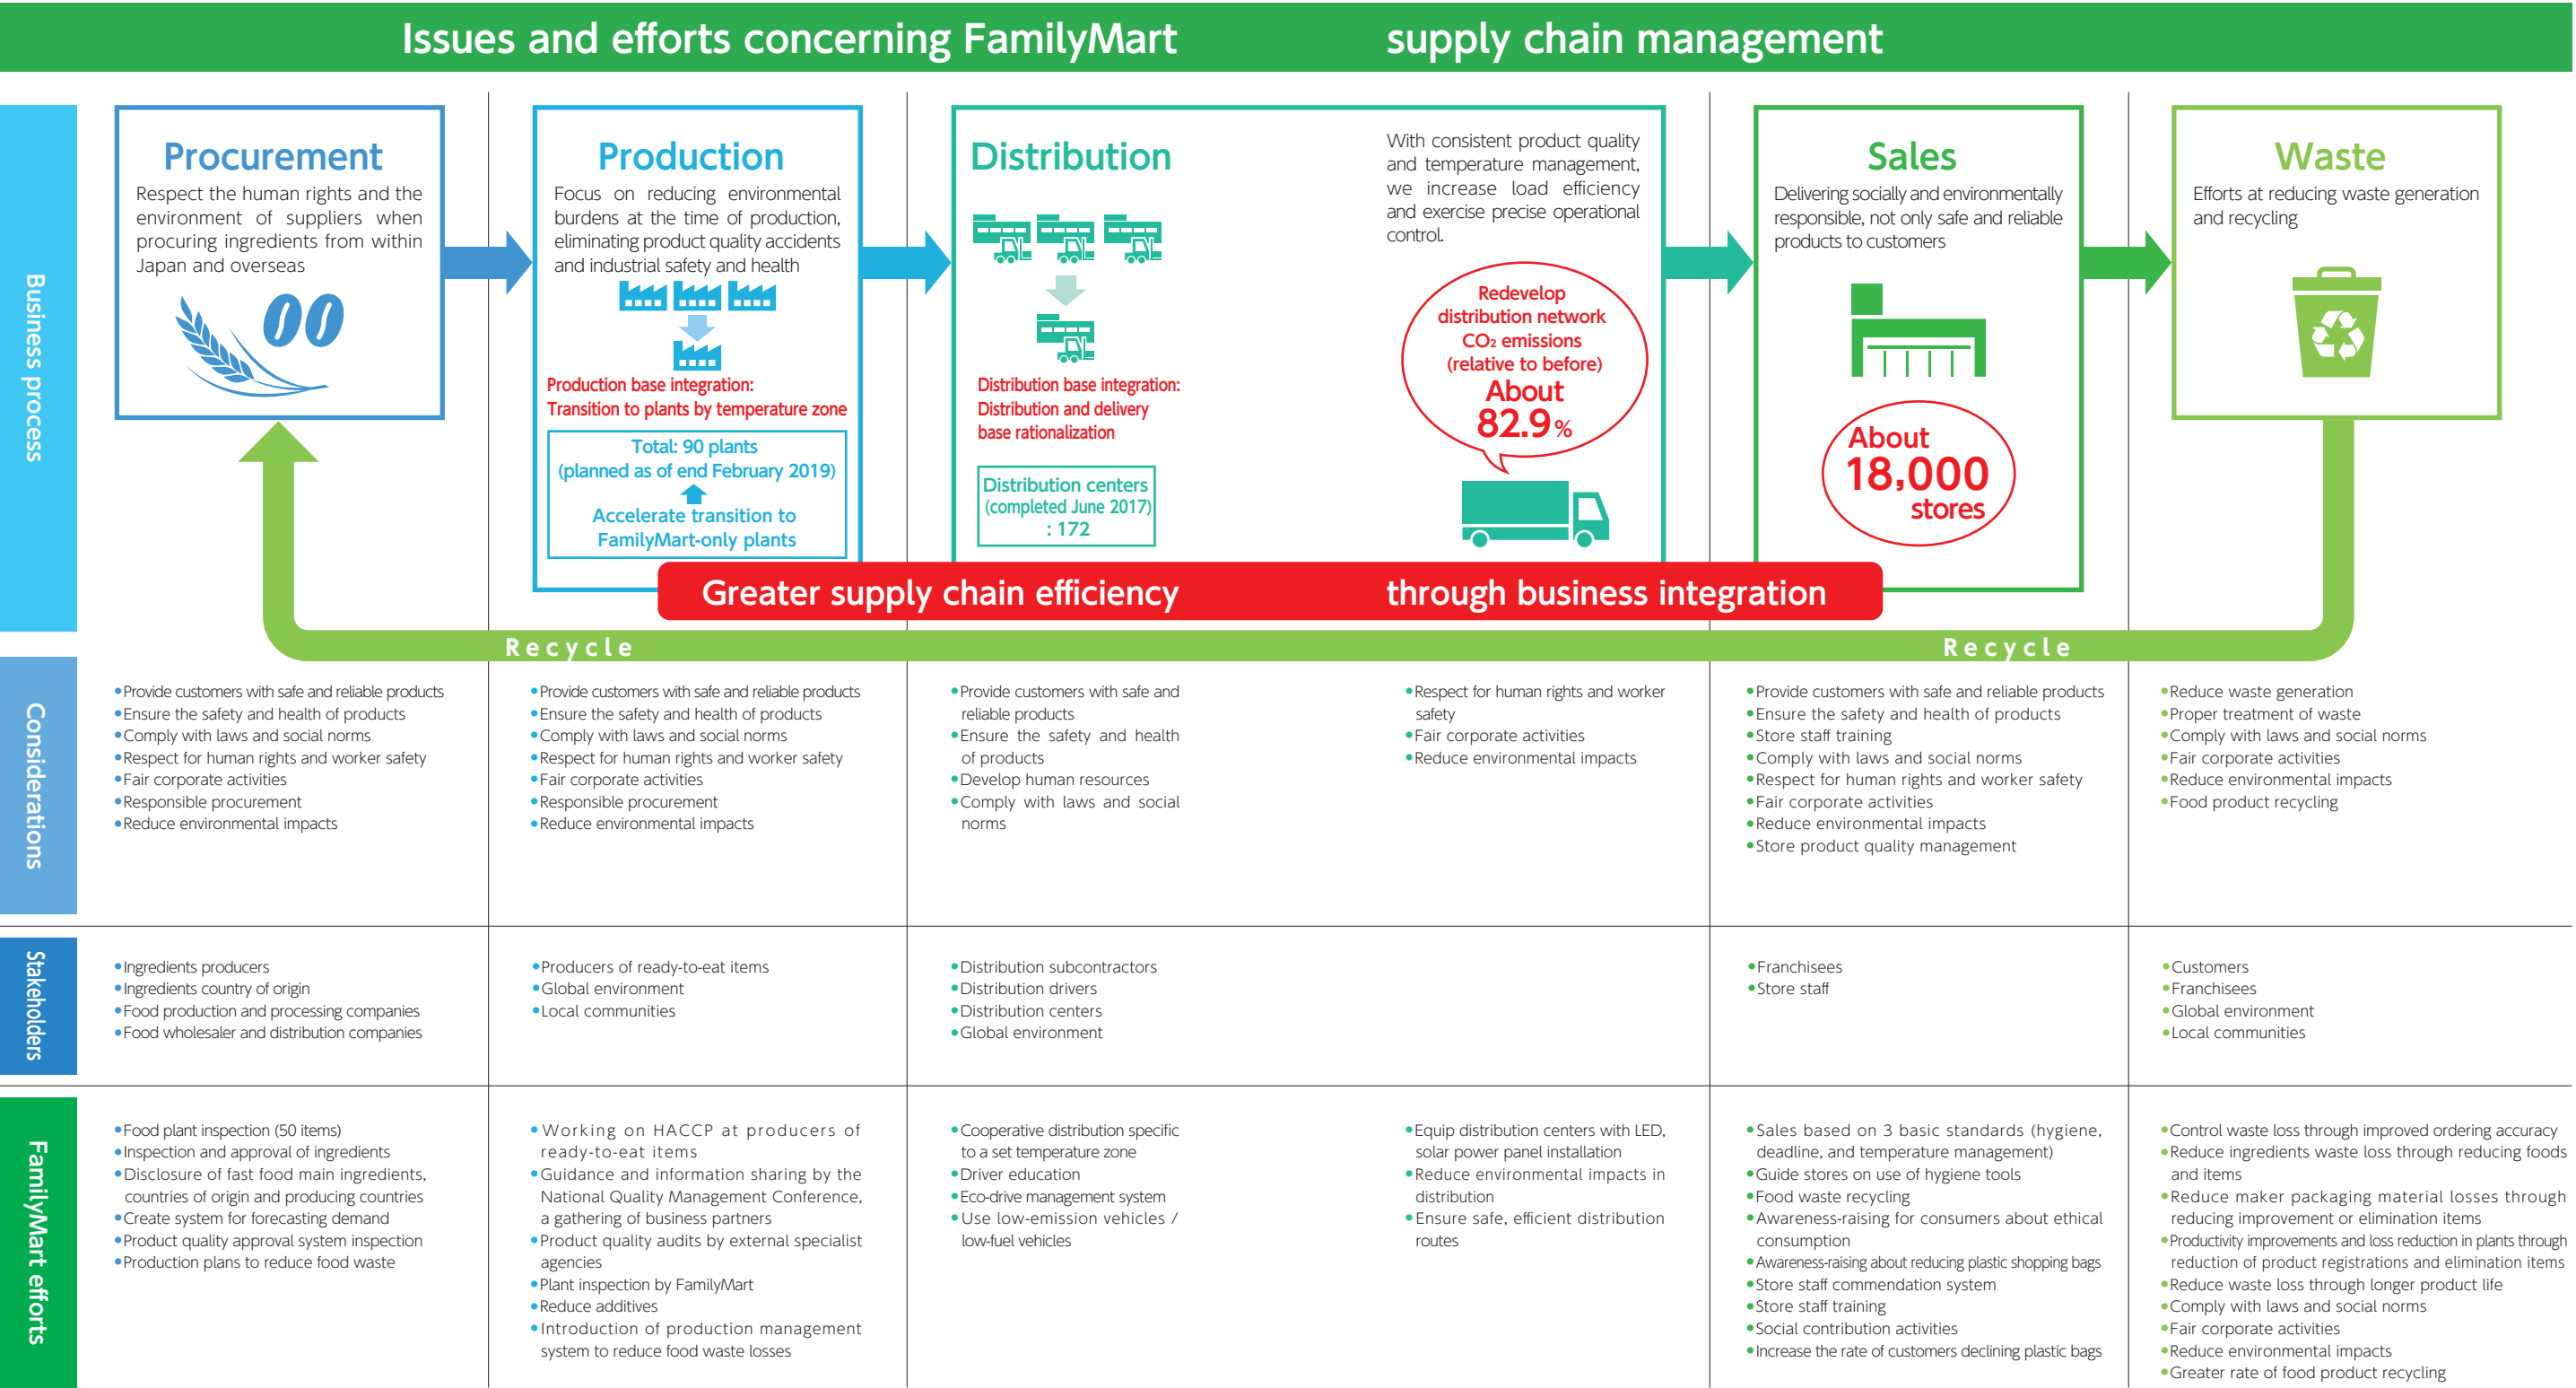 Issues and efforts concerning FamilyMart supply chain management
Business process
Procurement
Respect the human rights and the
environment of suppliers when
procuring ingredients from within
Japan and overseas
Production
Focus on reducing environmental
burdens at the time of production,
eliminating product quality accidents
and industrial safety and health
Production base integration:
Transition to plants by temperature zone
Total: 90 plants
(planned as of end February 2019)
Accelerate transition to
FamilyMart-only plants
Distribution
Distribution base integration:
Distribution and delivery
base rationalization
Distribution centers
(completed June 2017)
: 172
With consistent product quality
and temperature management,
we increase load efficiency
and exercise precise operational
control.
Redevelop
distribution network
CO₂ emissions
(relative to before)
About
82.9%
Sales
Delivering socially and environmentally
responsible, not only safe and reliable
products to customers
About
18,000
stores
Waste
Efforts at reducing waste generation
and recycling
Greater supply chain efficiency through business integration
Recycle
Recycle
Considerations
•Provide customers with safe and reliable products
•Ensure the safety and health of products
•Comply with laws and social norms
•Respect for human rights and worker safety
•Fair corporate activities
•Responsible procurement
•Reduce environmental impacts
•Provide customers with safe and reliable products
•Ensure the safety and health of products
•Comply with laws and social norms
•Respect for human rights and worker safety
•Fair corporate activities
•Responsible procurement
•Reduce environmental impacts
•Provide customers with safe and
reliable products
•Ensure the safety and health
of products
•Develop human resources
•Comply with laws and social
norms
•Respect for human rights and worker
safety
•Fair corporate activities
•Reduce environmental impacts
•Provide customers with safe and reliable products
•Ensure the safety and health of products
•Store staff training
•Comply with laws and social norms
•Respect for human rights and worker safety
•Fair corporate activities
•Reduce environmental impacts
•Store product quality management
•Reduce waste generation
•Proper treatment of waste
•Comply with laws and social norms
•Fair corporate activities
•Reduce environmental impacts
•Food product recycling
Stakeholders
•Ingredients producers
•Ingredients country of origin
•Food production and processing companies
•Food wholesaler and distribution companies
•Producers of ready-to-eat items
•Global environment
•Local communities
•Distribution subcontractors
•Distribution drivers
•Distribution centers
•Global environment
•Franchisees
•Store staff
•Customers
•Franchisees
•Global environment
•Local communities
FamilyMart efforts
•Food plant inspection (50 items)
•Inspection and approval of ingredients
•Disclosure of fast food main ingredients,
countries of origin and producing countries
•Create system for forecasting demand
•Product quality approval system inspection
•Production plans to reduce food waste
•Working on HACCP at producers of
ready-to-eat items
•Guidance and information sharing by the
National Quality Management Conference,
a gathering of business partners
•Product quality audits by external specialist
agencies
•Plant inspection by FamilyMart
•Reduce additives
•Introduction of production management
system to reduce food waste losses
•Cooperative distribution specific
to a set temperature zone
•Driver education
•Eco-drive management system
•Use low-emission vehicles /
low-fuel vehicles
•Equip distribution centers with LED,
solar power panel installation
•Reduce environmental impacts in
distribution
•Ensure safe, efficient distribution
routes
•Sales based on 3 basic standards (hygiene,
deadline, and temperature management)
•Guide stores on use of hygiene tools
•Food waste recycling
•Awareness-raising for consumers about ethical
consumption
•Awareness-raising about reducing plastic shopping bags
•Store staff commendation system
•Store staff training
•Social contribution activities
•Increase the rate of customers declining plastic bags
•Control waste loss through improved ordering accuracy
•Reduce ingredients waste loss through reducing foods
and items
•Reduce maker packaging material losses through
reducing improvement or elimination items
•Productivity improvements and loss reduction in plants through
reduction of product registrations and elimination items
•Reduce waste loss through longer product life
•Comply with laws and social norms
•Fair corporate activities
•Reduce environmental impacts
•Greater rate of food product recycling